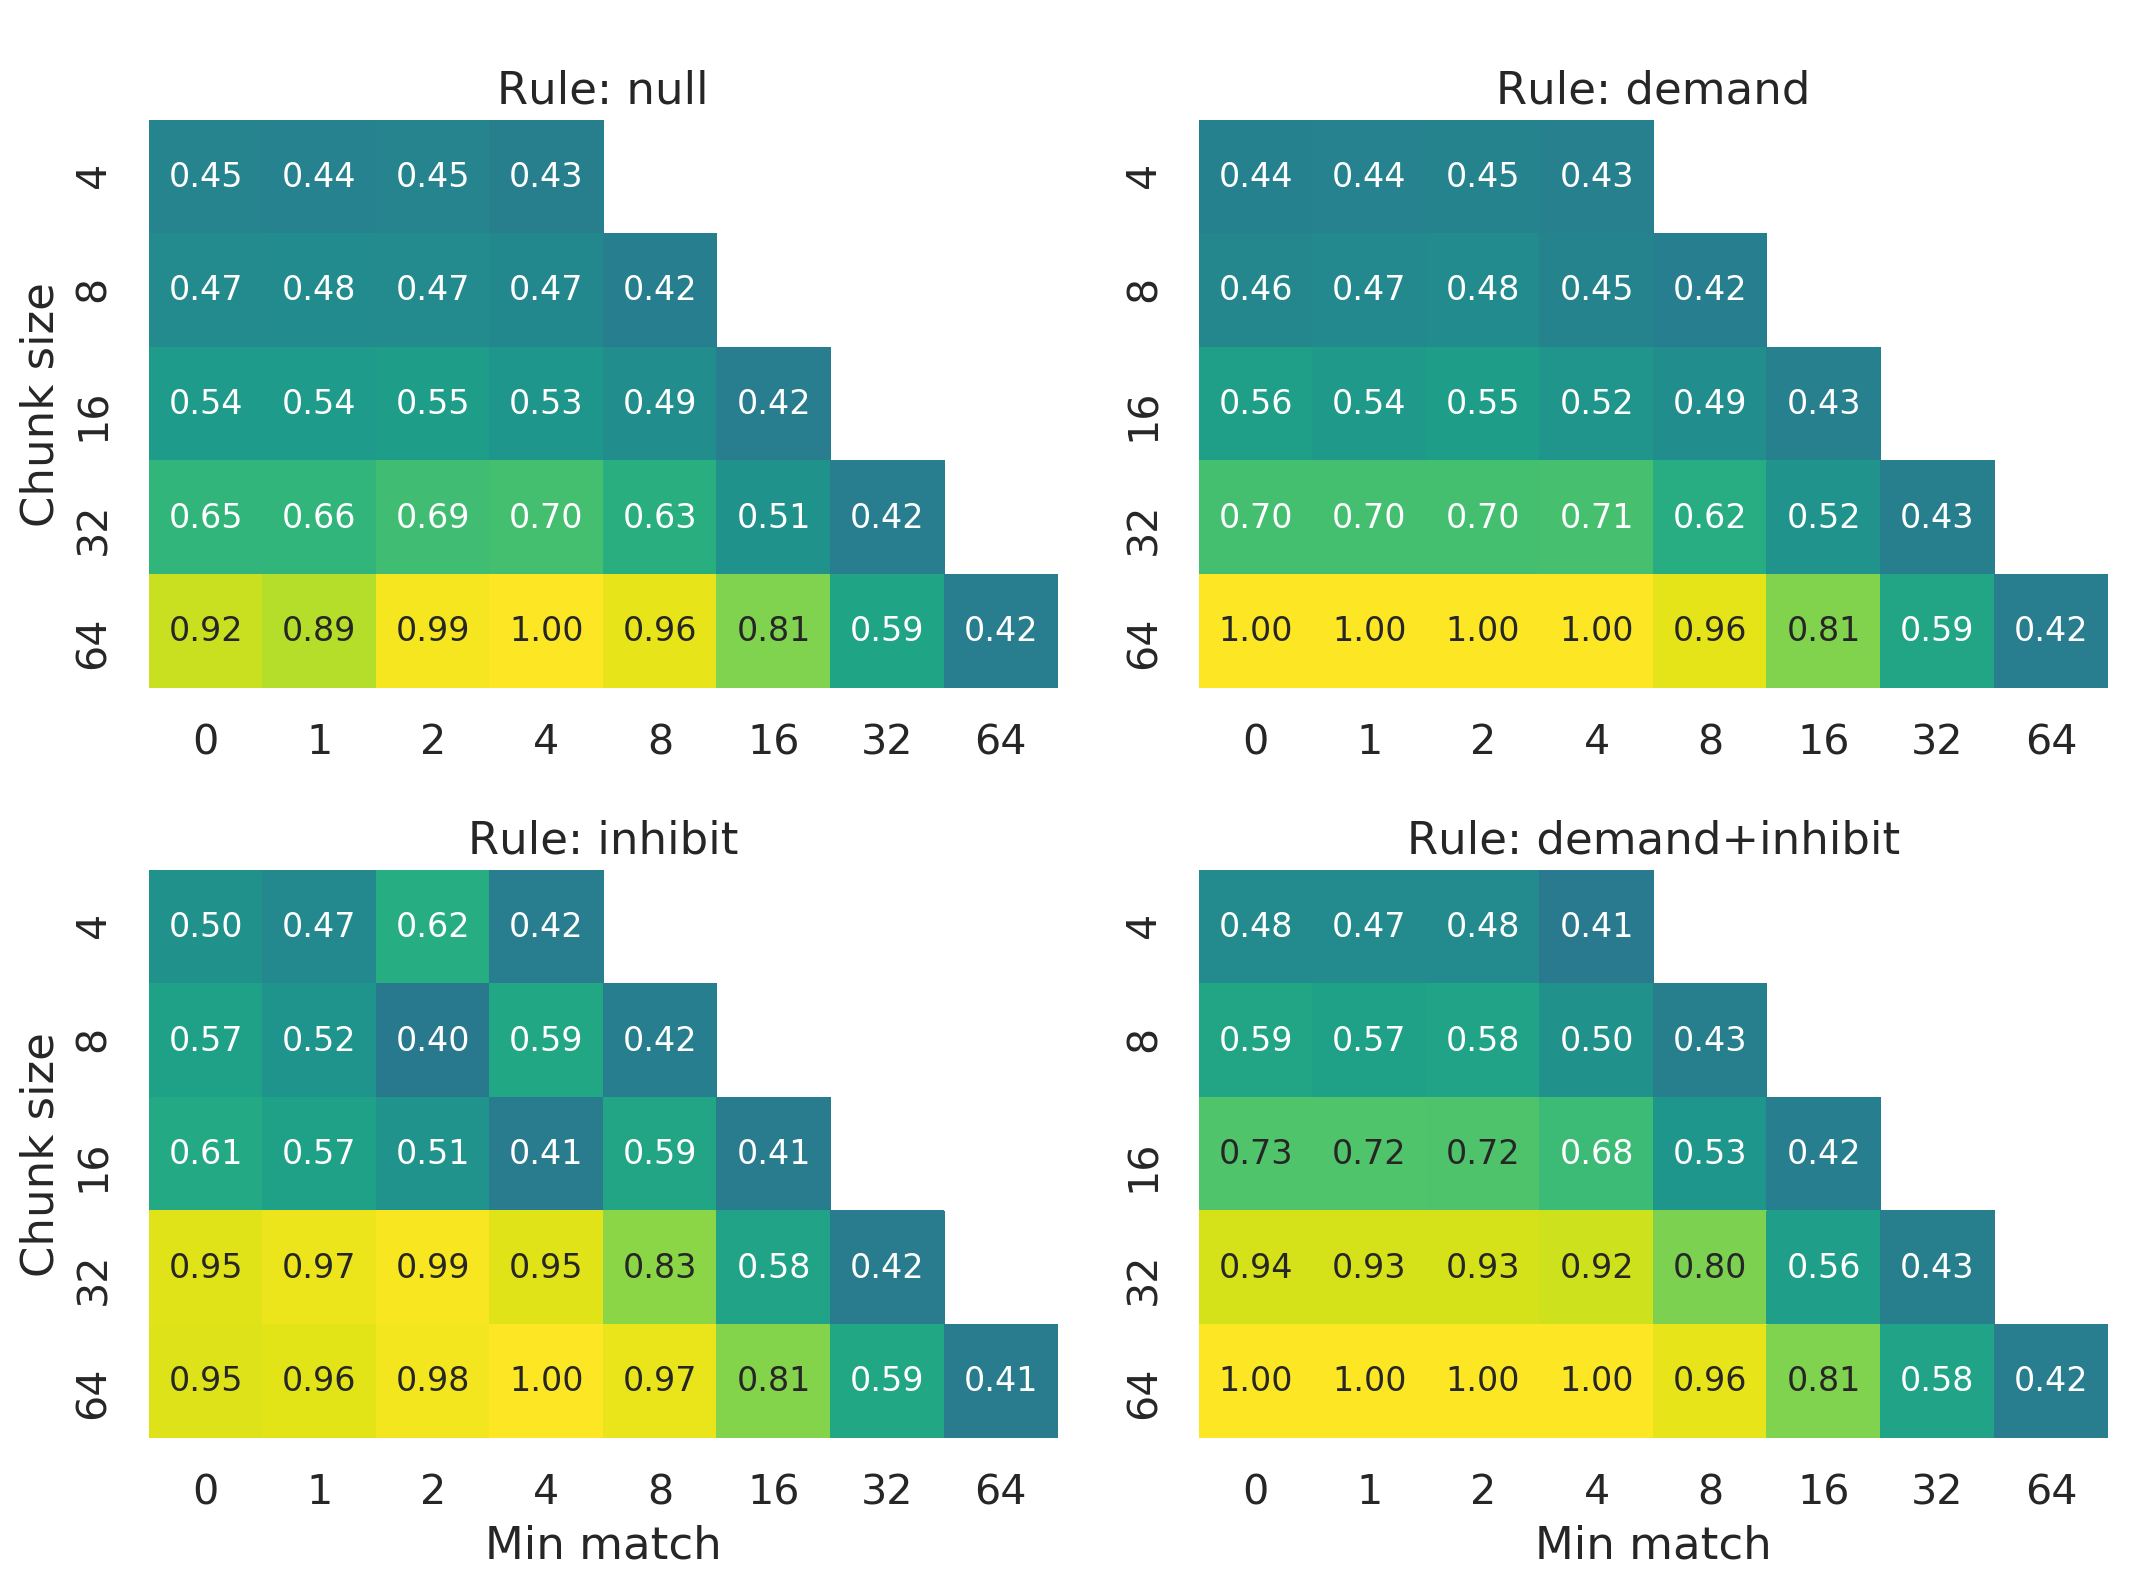 Rule: null
4 0.45 0.44 0.45 0.43
8 0.47 0.48 0.47 0.47 0.42
16 0.54 0.54 0.55 0.53 0.49 0.42
32 0.65 0.66 0.69 0.70 0.63 0.51 0.42
64 0.92 0.89 0.99 1.00 0.96 0.81 0.59 0.42
Chunk size
0 1 2 4 8 16 32 64
Rule: demand
4 0.44 0.44 0.45 0.43
8 0.46 0.47 0.48 0.45 0.42
16 0.56 0.54 0.55 0.52 0.49 0.43
32 0.70 0.70 0.70 0.71 0.62 0.52 0.43
64 1.00 1.00 1.00 1.00 0.96 0.81 0.59 0.42
0 1 2 4 8 16 32 64
Rule: inhibit
4 0.50 0.47 0.62 0.42
8 0.57 0.52 0.40 0.59 0.42
16 0.61 0.57 0.51 0.41 0.59 0.41
32 0.95 0.97 0.99 0.95 0.83 0.58 0.42
64 0.95 0.96 0.98 1.00 0.97 0.81 0.59 0.41
Chunk size
0 1 2 4 8 16 32 64
Min match
Rule: demand+inhibit
4 0.48 0.47 0.48 0.41
8 0.59 0.57 0.58 0.50 0.43
16 0.73 0.72 0.72 0.68 0.53 0.42
32 0.94 0.93 0.93 0.92 0.80 0.56 0.43
64 1.00 1.00 1.00 1.00 0.96 0.81 0.58 0.42
0 1 2 4 8 16 32 64
Min match